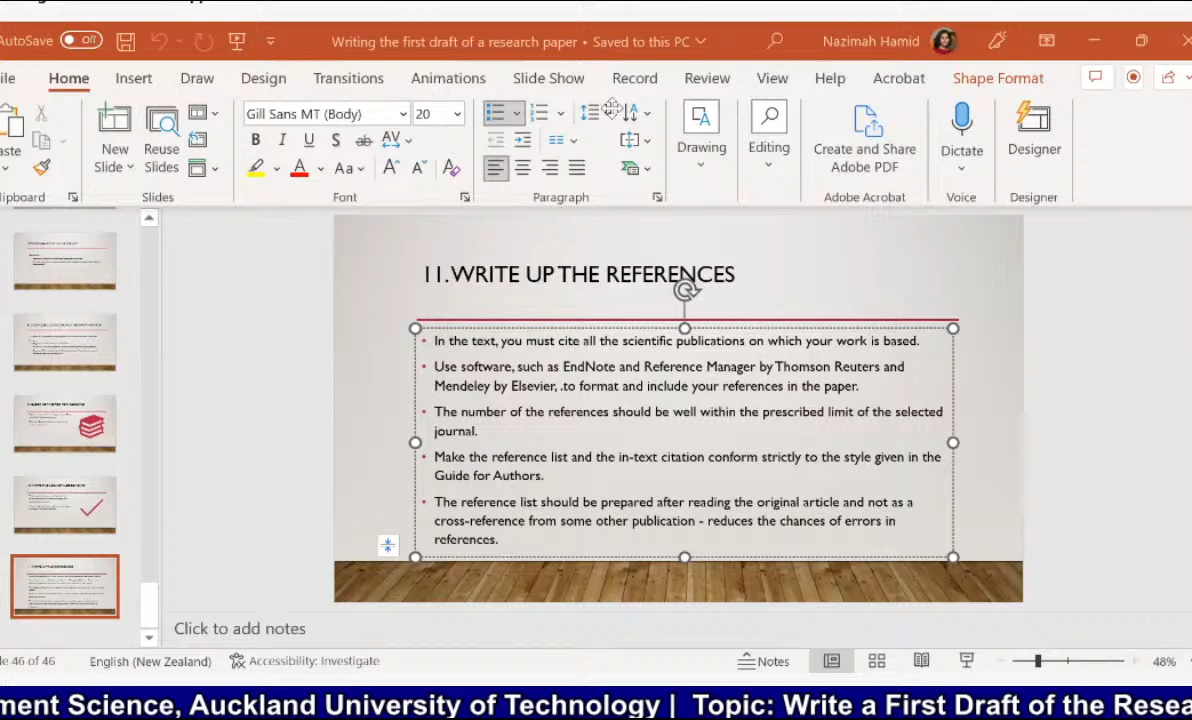 AutoSave Off
Writing the first draft of a research paper • Saved to this PC
Nazimah Hamid
Home Insert Draw Design Transitions Animations Slide Show Record Review View Help Acrobat Shape Format
Gill Sans MT (Body) 20
New Slide
Reuse Slides
Drawing
Editing
Create and Share Adobe PDF
Dictate
Designer
Slides Font Paragraph Adobe Acrobat Voice Designer
11. WRITE UP THE REFERENCES
• In the text, you must cite all the scientific publications on which your work is based.
• Use software, such as EndNote and Reference Manager by Thomson Reuters and
Mendeley by Elsevier, .to format and include your references in the paper.
• The number of the references should be well within the prescribed limit of the selected
journal.
• Make the reference list and the in-text citation conform strictly to the style given in the
Guide for Authors.
• The reference list should be prepared after reading the original article and not as a
cross-reference from some other publication - reduces the chances of errors in
references.
Click to add notes
46 of 46 English (New Zealand) Accessibility: Investigate Notes 48%
ment Science, Auckland University of Technology | Topic: Write a First Draft of the Resea